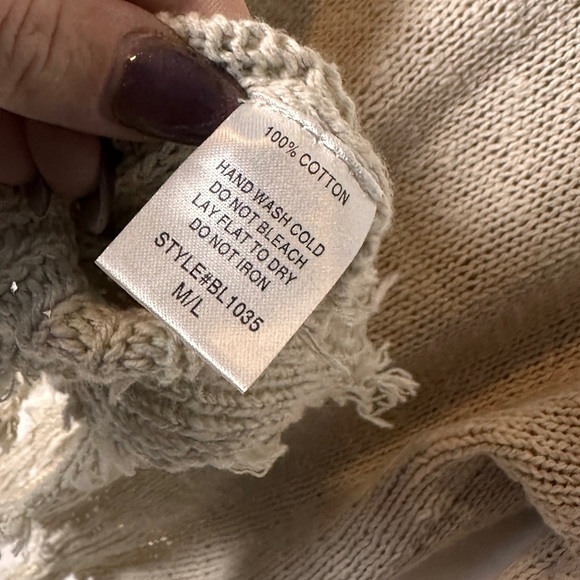 100% COTTON
HAND WASH COLD
DO NOT BLEACH
LAY FLAT TO DRY
DO NOT IRON
STYLE#BL1035
M/L